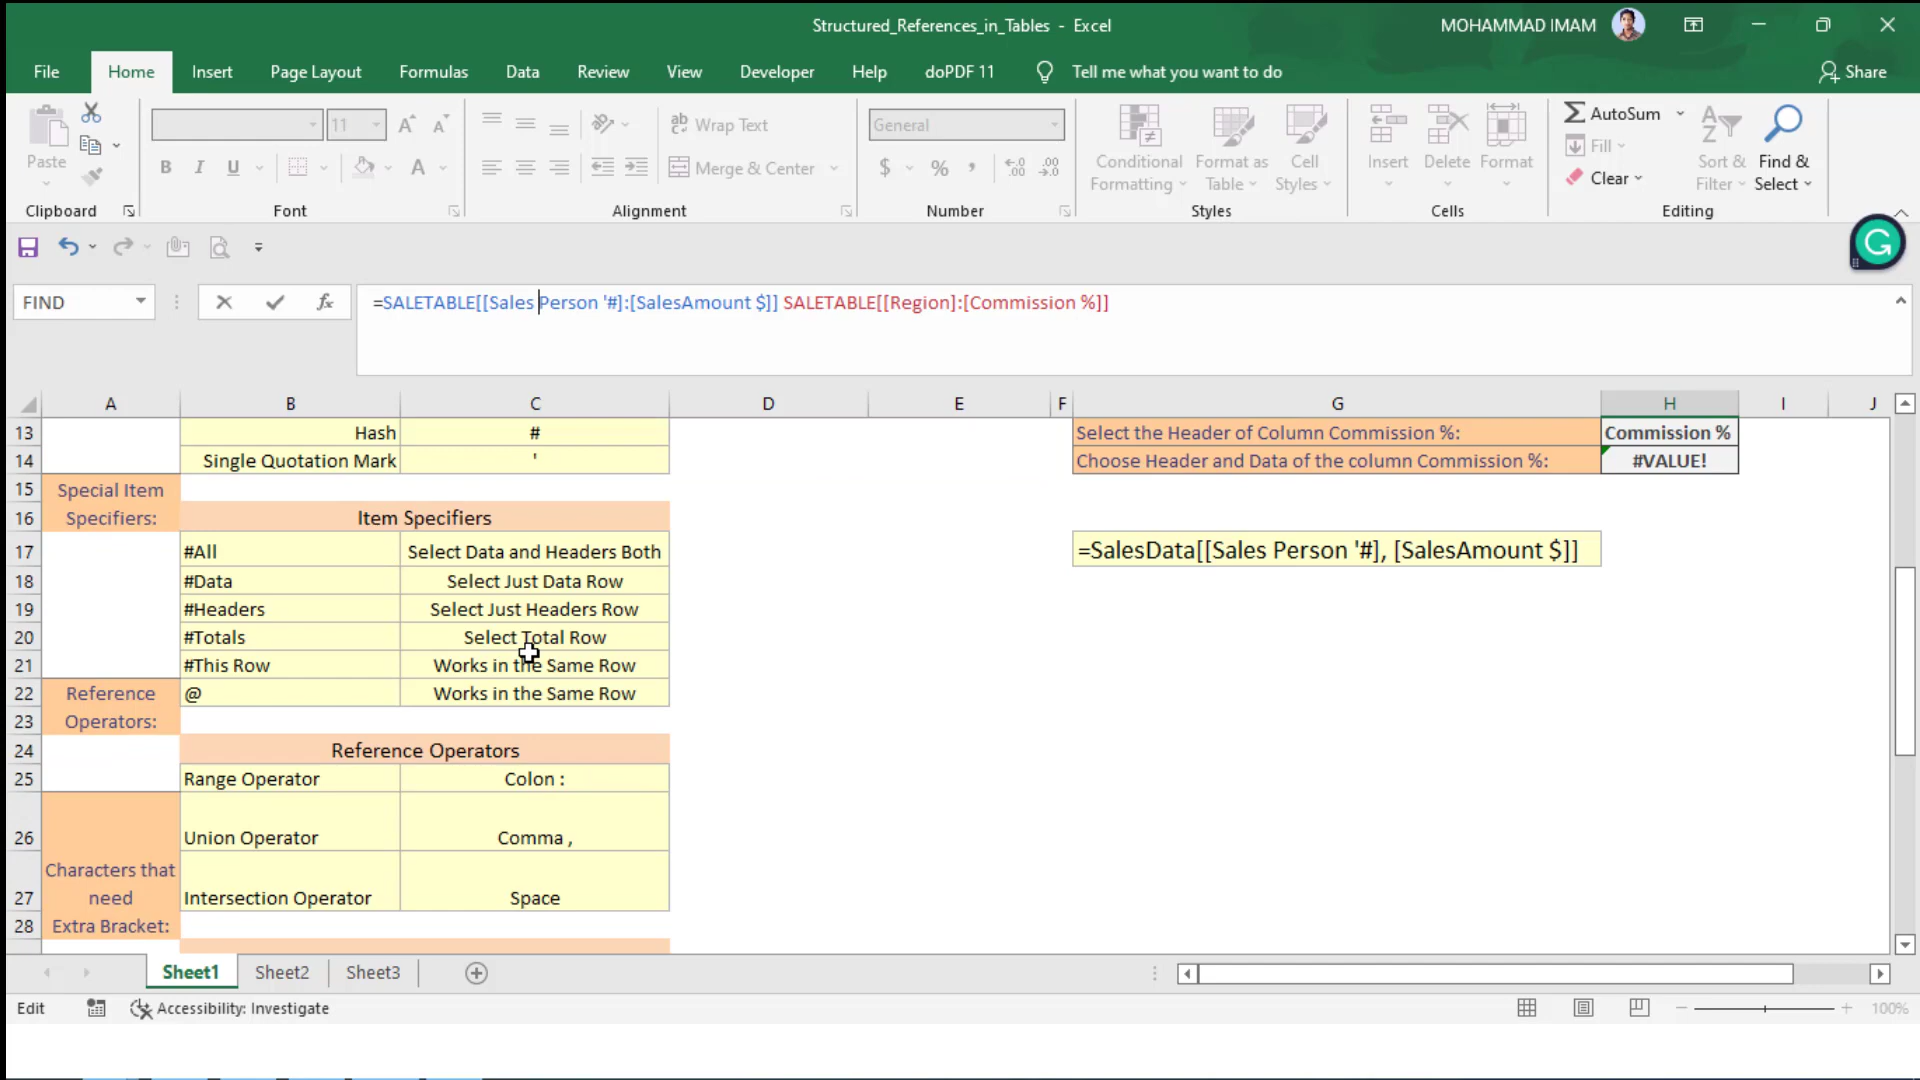 Structured_References_in_Tables - Excel
MOHAMMAD IMAM
File Home Insert Page Layout Formulas Data Review View Developer Help doPDF 11 Tell me what you want to do Share
Paste
Clipboard
11
B I U
A
Font
Wrap Text
Merge & Center
Alignment
General
$ % ,
Number
Conditional Formatting
Format as Table
Cell Styles
Styles
Insert Delete Format
Cells
AutoSum
Fill
Clear
Sort & Filter
Find & Select
Editing
FIND
fx
=SALETABLE[[Sales Person '#]:[SalesAmount $]] SALETABLE[[Region]:[Commission %]]
A B C D E F G H I J
13 Hash # Select the Header of Column Commission %: Commission %
14 Single Quotation Mark ' Choose Header and Data of the column Commission %: #VALUE!
15 Special Item
16 Specifiers: Item Specifiers
17 #All Select Data and Headers Both =SalesData[[Sales Person '#], [SalesAmount $]]
18 #Data Select Just Data Row
19 #Headers Select Just Headers Row
20 #Totals Select Total Row
21 #This Row Works in the Same Row
22 Reference @ Works in the Same Row
23 Operators:
24 Reference Operators
25 Range Operator Colon :
26 Union Operator Comma ,
Characters that
27 need Intersection Operator Space
28 Extra Bracket:
Sheet1 Sheet2 Sheet3
Edit Accessibility: Investigate 100%